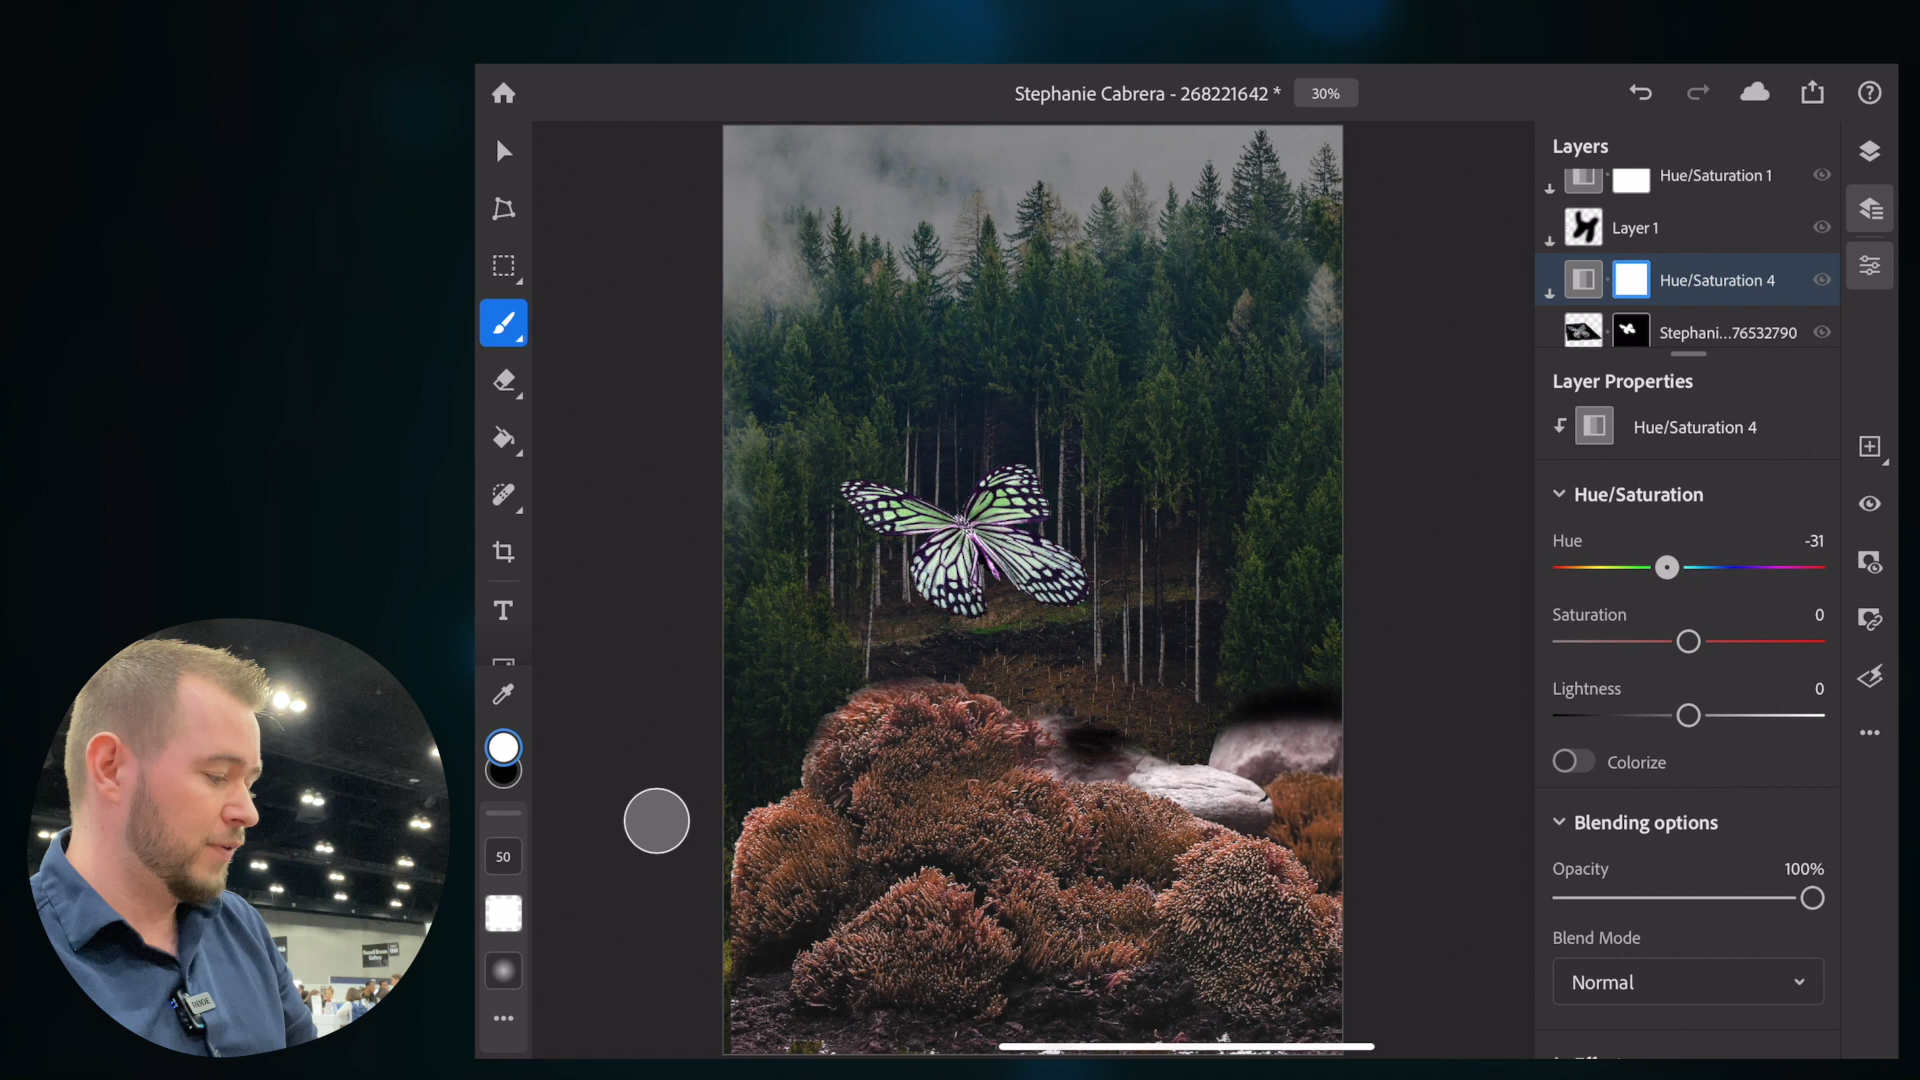 Stephanie Cabrera - 268221642 *
30%
Layers
Hue/Saturation 1
Layer 1
Hue/Saturation 4
Stephani...76532790
Layer Properties
Hue/Saturation 4
Hue/Saturation
Hue
-31
Saturation
0
Lightness
0
Colorize
Blending options
Opacity
100%
Blend Mode
Normal
T
50
RØDE